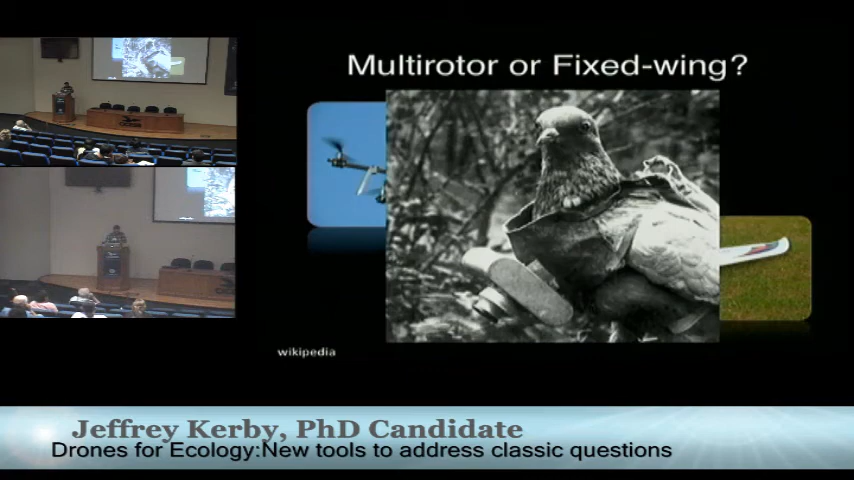 Multirotor or Fixed-wing?
wikipedia
Jeffrey Kerby, PhD Candidate
Drones for Ecology:New tools to address classic questions